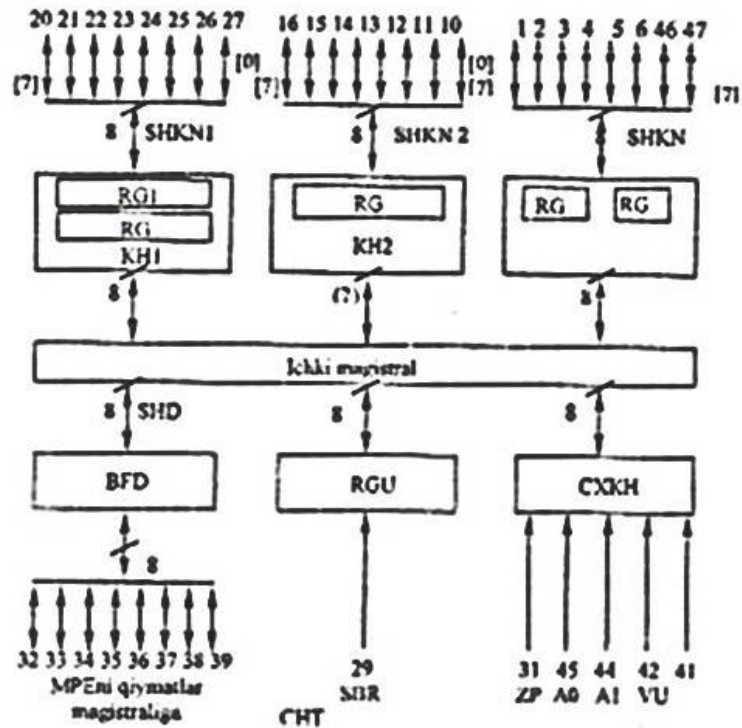 20 21 22 23 24 25 26 27
16 15 14 13 12 11 10
1 2 3 4 5 6 46 47
[7] [0] [7] [0] [7] [7]
8 SHKN1
8 SHKN 2
8 SHKN
RG1
RG
KH1
RG
KH2
RG RG
8
(7)
8
Ichki magistral
8 SHD
8
8
BFD
RGU
CXKH
8
32 33 34 35 36 37 38 39
MPEni qiymatlar
magistraliga
29
SBR
31 45 44 42 41
ZP A0 A1 VU
CHT